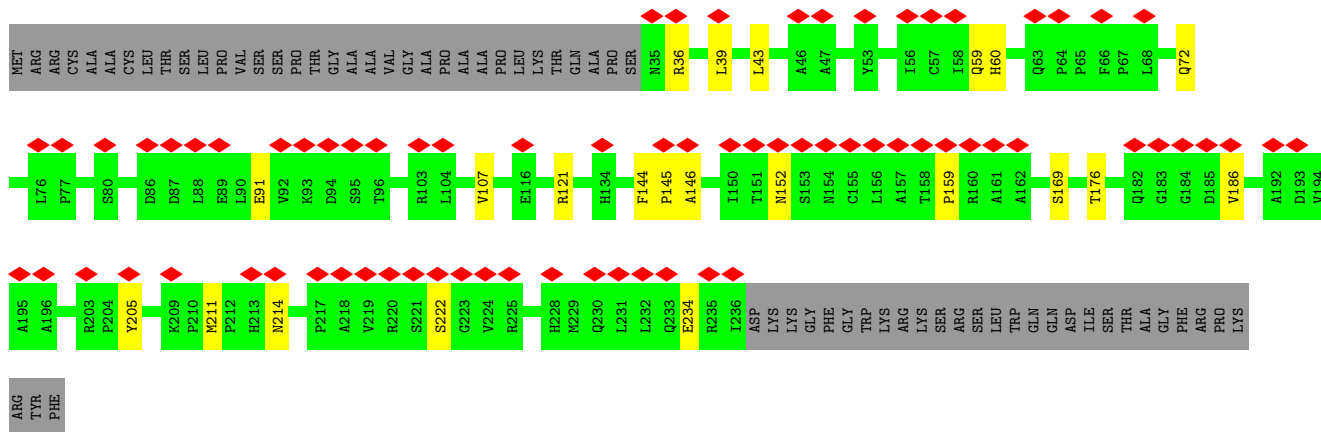 MET ARG ARG CYS ALA ALA CYS LEU THR SER LEU PRO VAL SER SER PRO THR GLY ALA ALA VAL GLY ALA PRO ALA ALA PRO LEU LYS THR GLN ALA PRO SER N35 R36 L39 L43 A46 A47 Y53 I56 C57 I58 Q59 H60 Q63 P64 P65 F66 P67 L68 Q72
L76 P77 S80 D86 D87 L88 E89 L90 E91 V92 K93 D94 S95 T96 R103 L104 V107 E116 R121 H134 F144 P145 A146 I150 T151 N152 S153 N154 C155 L156 A157 T158 P159 R160 A161 A162 S169 T176 Q182 G183 G184 D185 V186 A192 D193 V194
A195 A196 R203 P204 Y205 K209 P210 M211 P212 H213 N214 P217 A218 V219 R220 S221 S222 G223 V224 R225 H228 M229 Q230 L231 L232 Q233 E234 R235 I236 ASP LYS LYS GLY PHE GLY TRP LYS ARG LYS SER ARG SER LEU TRP GLN GLN ASP ILE SER THR ALA GLY PHE ARG PRO LYS
ARG TYR PHE